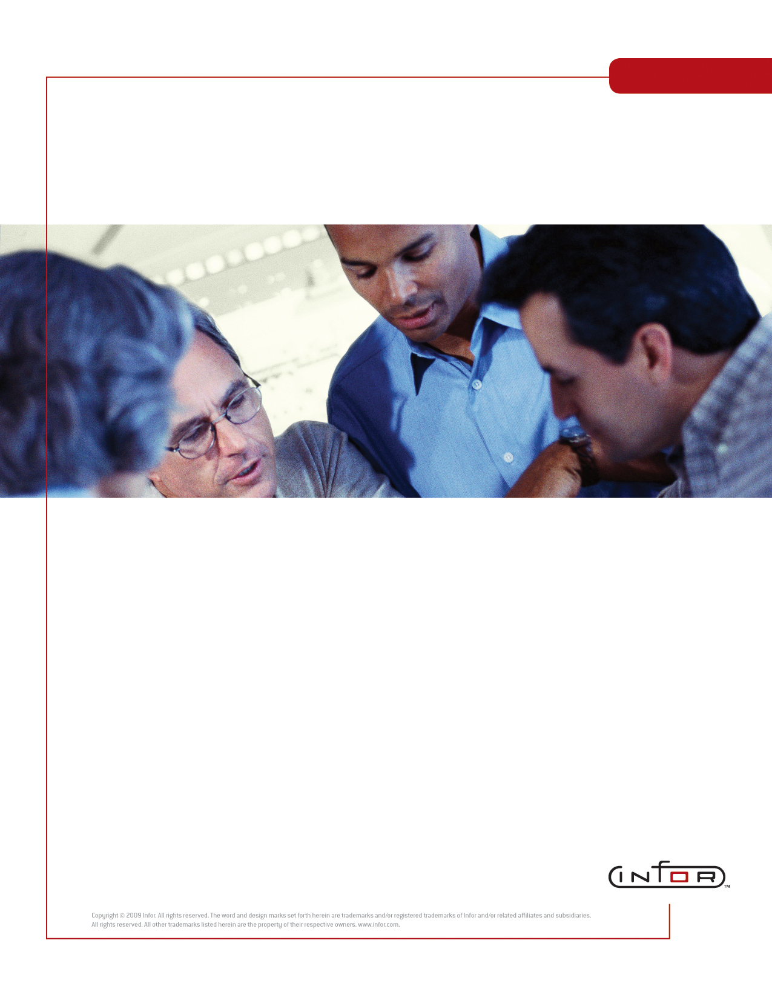 INFOR™
Copyright © 2009 Infor. All rights reserved. The word and design marks set forth herein are trademarks and/or registered trademarks of Infor and/or related affiliates and subsidiaries.
All rights reserved. All other trademarks listed herein are the property of their respective owners. www.infor.com.